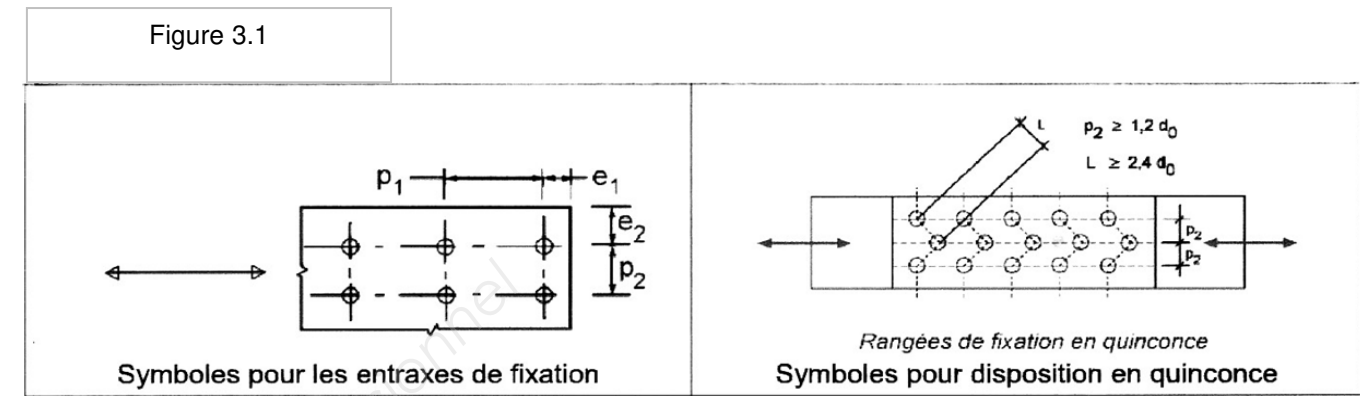 Figure 3.1
p1
e1
e2
p2
Symboles pour les entraxes de fixation
L
p2 ≥ 1,2 d0
L ≥ 2,4 d0
p2
p2
Rangées de fixation en quinconce
Symboles pour disposition en quinconce